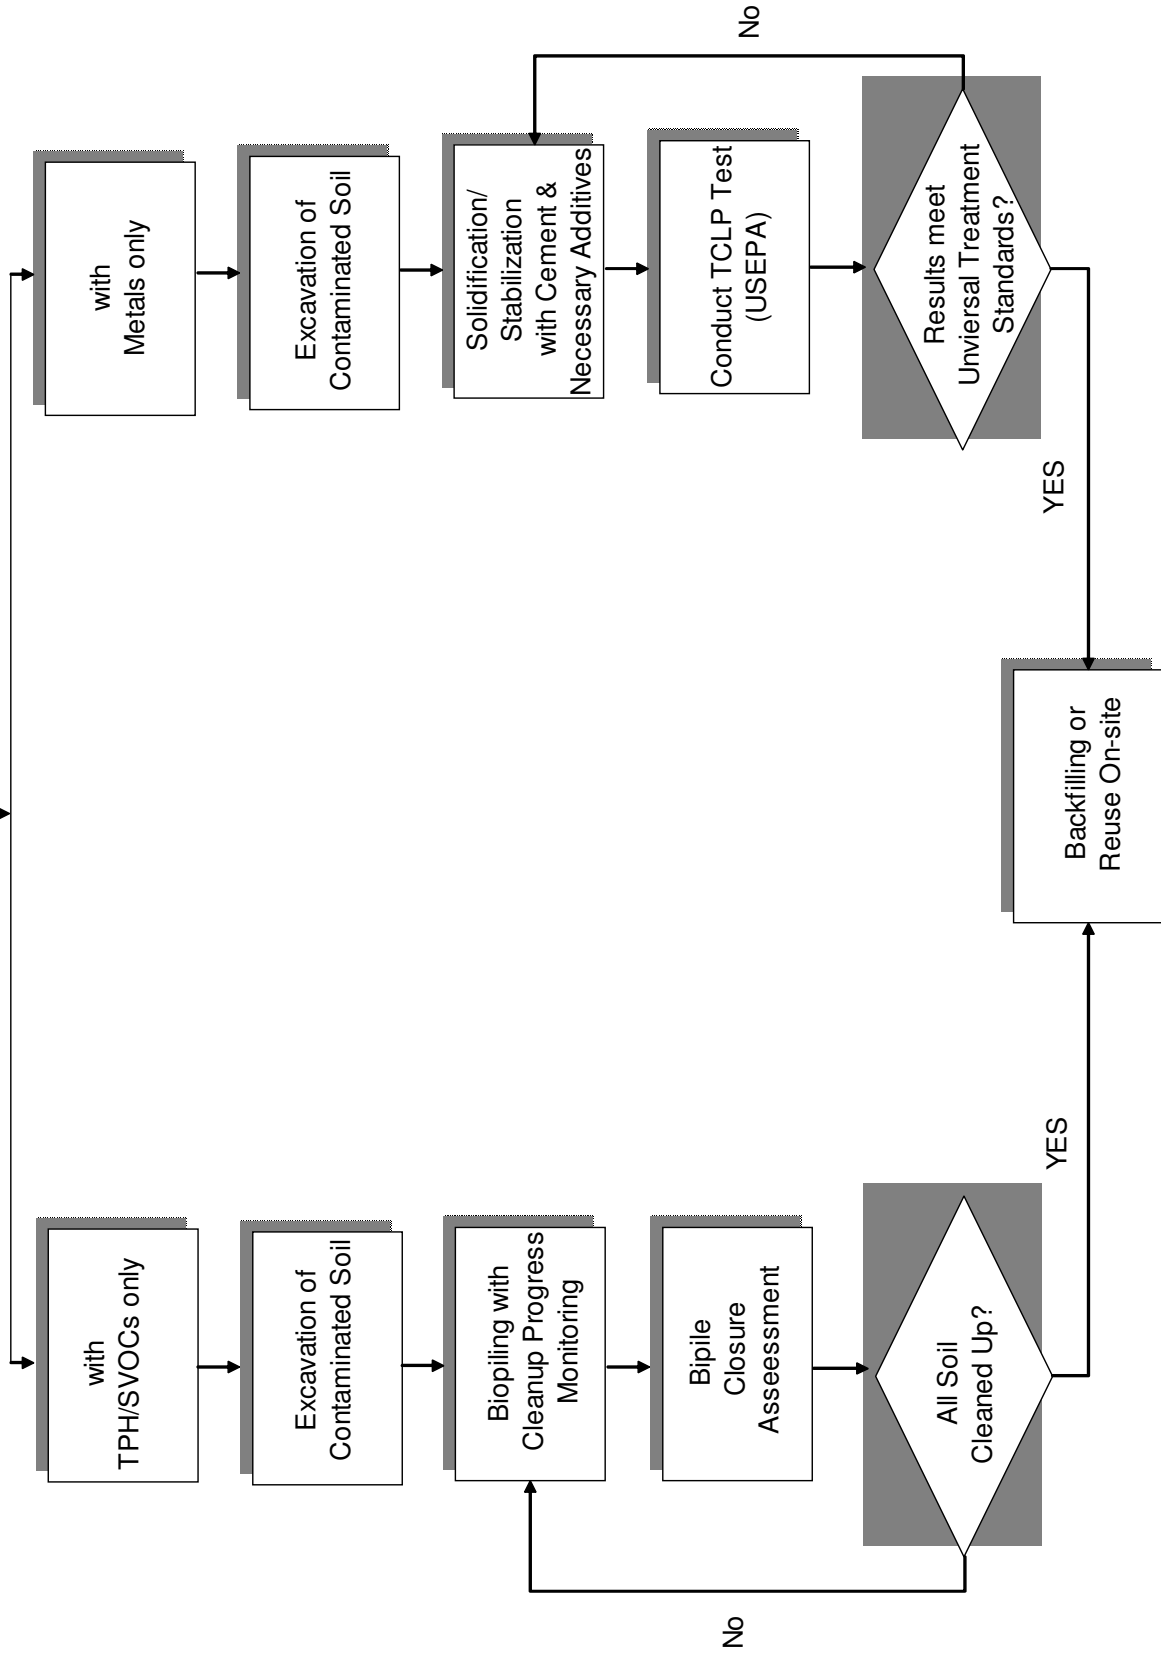 with
TPH/SVOCs only
with
Metals only
Excavation of
Contaminated Soil
Excavation of
Contaminated Soil
Biopiling with
Cleanup Progress
Monitoring
Solidification/
Stabilization
with Cement &
Necessary Additives
Bipile
Closure
Asseessment
Conduct TCLP Test
(USEPA)
All Soil
Cleaned Up?
Results meet
Unviersal Treatment
Standards?
No
No
YES
YES
Backfilling or
Reuse On-site